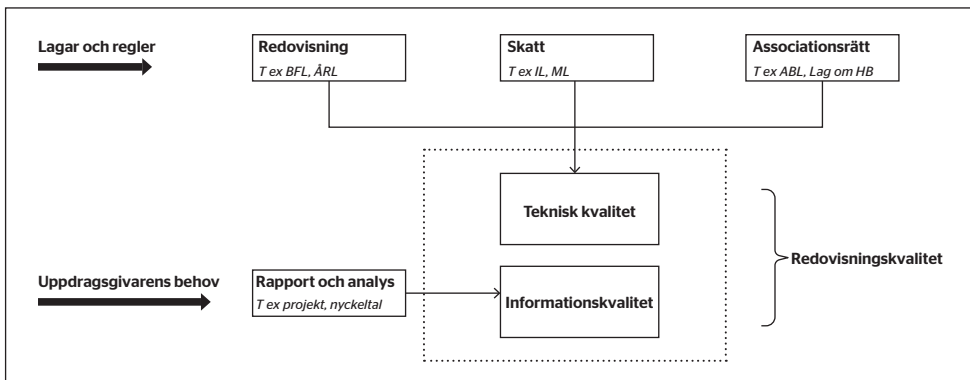 Lagar och regler
Redovisning
T ex BFL, ÅRL
Skatt
T ex IL, ML
Associationsrätt
T ex ABL, Lag om HB
Teknisk kvalitet
Redovisningskvalitet
Uppdragsgivarens behov
Rapport och analys
T ex projekt, nyckeltal
Informationskvalitet